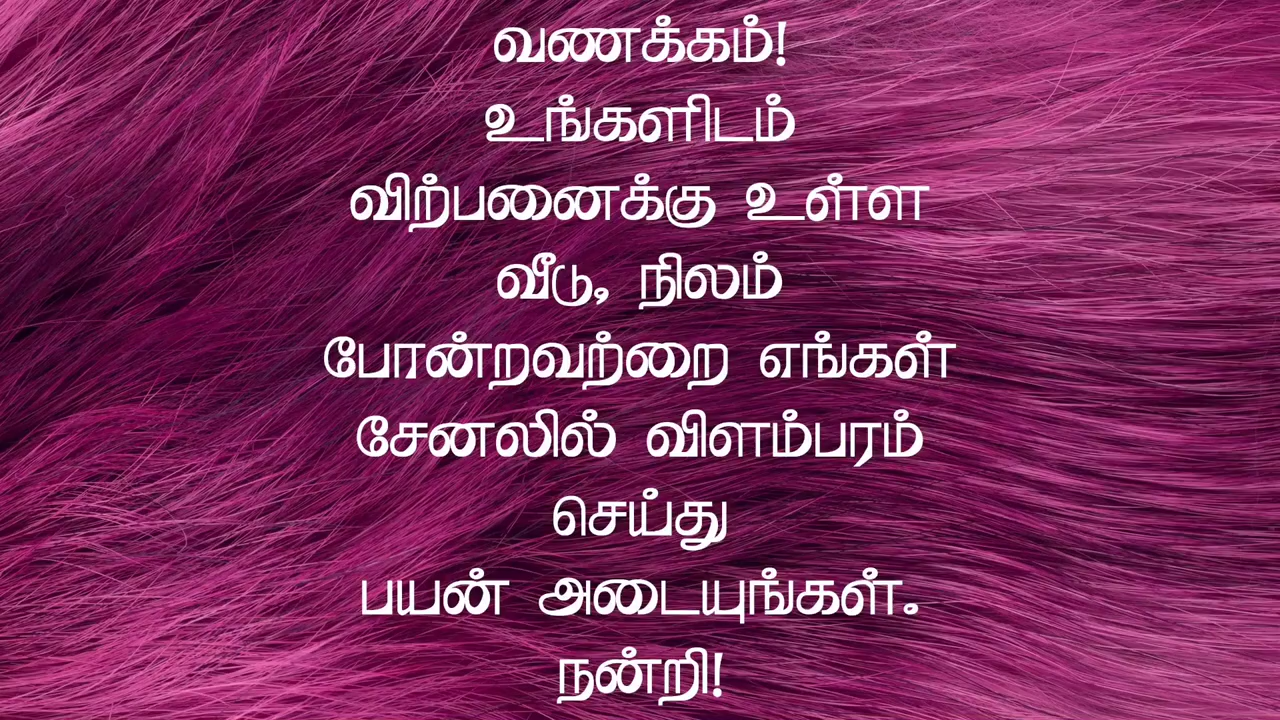 வணக்கம்!
உங்களிடம்
விற்பனைக்கு உள்ள
வீடு, நிலம்
போன்றவற்றை எங்கள்
சேனலில் விளம்பரம்
செய்து
பயன் அடையுங்கள்.
நன்றி!